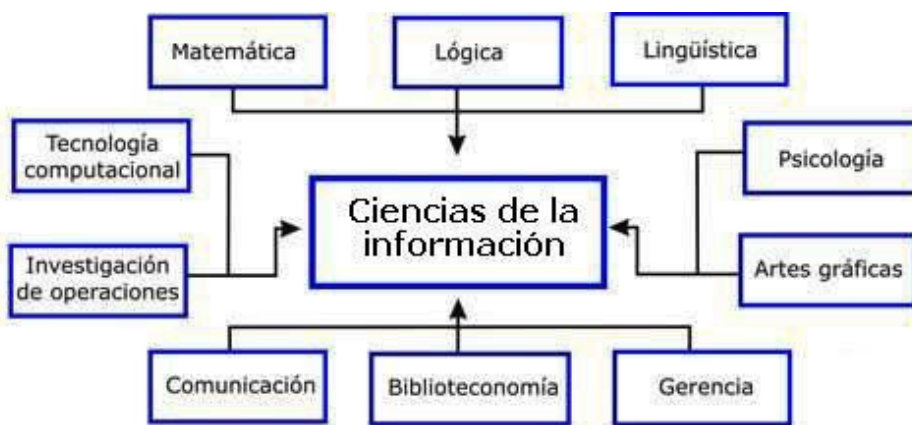 Matemática
Lógica
Lingüística
Tecnología
computacional
Psicología
Ciencias de la
información
Investigación
de operaciones
Artes gráficas
Comunicación
Biblioteconomía
Gerencia